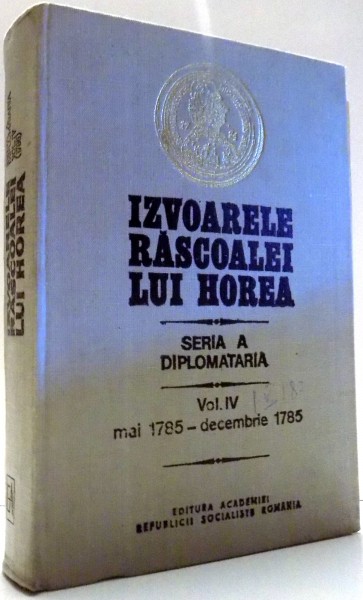 IZVOARELE
RĂSCOALEI
LUI HOREA
SERIA A
DIPLOMATARIA
Vol. IV
mai 1785 – decembrie 1785
EDITURA ACADEMIEI
REPUBLICII SOCIALISTE ROMÂNIA
IZVOARELE
RĂSCOALEI
LUI HOREA